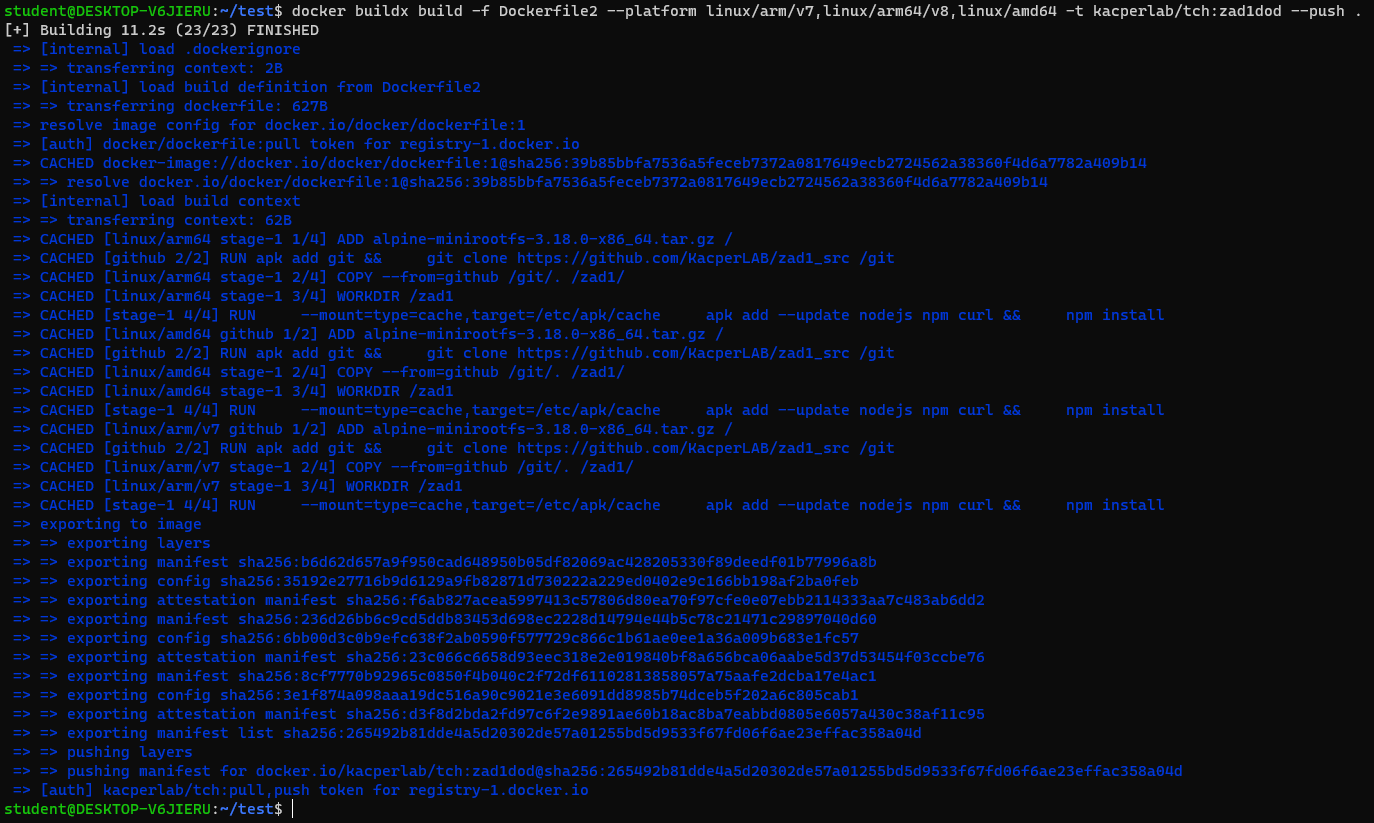 student@DESKTOP-V6JIERU:~/test$ docker buildx build -f Dockerfile2 --platform linux/arm/v7,linux/arm64/v8,linux/amd64 -t kacperlab/tch:zad1dod --push .
[+] Building 11.2s (23/23) FINISHED
=> [internal] load .dockerignore
=> => transferring context: 2B
=> [internal] load build definition from Dockerfile2
=> => transferring dockerfile: 627B
=> resolve image config for docker.io/docker/dockerfile:1
=> [auth] docker/dockerfile:pull token for registry-1.docker.io
=> CACHED docker-image://docker.io/docker/dockerfile:1@sha256:39b85bbfa7536a5feceb7372a0817649ecb2724562a38360f4d6a7782a409b14
=> => resolve docker.io/docker/dockerfile:1@sha256:39b85bbfa7536a5feceb7372a0817649ecb2724562a38360f4d6a7782a409b14
=> [internal] load build context
=> => transferring context: 62B
=> CACHED [linux/arm64 stage-1 1/4] ADD alpine-minirootfs-3.18.0-x86_64.tar.gz /
=> CACHED [github 2/2] RUN apk add git &&     git clone https://github.com/KacperLAB/zad1_src /git
=> CACHED [linux/arm64 stage-1 2/4] COPY --from=github /git/. /zad1/
=> CACHED [linux/arm64 stage-1 3/4] WORKDIR /zad1
=> CACHED [stage-1 4/4] RUN     --mount=type=cache,target=/etc/apk/cache     apk add --update nodejs npm curl &&     npm install
=> CACHED [linux/amd64 github 1/2] ADD alpine-minirootfs-3.18.0-x86_64.tar.gz /
=> CACHED [github 2/2] RUN apk add git &&     git clone https://github.com/KacperLAB/zad1_src /git
=> CACHED [linux/amd64 stage-1 2/4] COPY --from=github /git/. /zad1/
=> CACHED [linux/amd64 stage-1 3/4] WORKDIR /zad1
=> CACHED [stage-1 4/4] RUN     --mount=type=cache,target=/etc/apk/cache     apk add --update nodejs npm curl &&     npm install
=> CACHED [linux/arm/v7 github 1/2] ADD alpine-minirootfs-3.18.0-x86_64.tar.gz /
=> CACHED [github 2/2] RUN apk add git &&     git clone https://github.com/KacperLAB/zad1_src /git
=> CACHED [linux/arm/v7 stage-1 2/4] COPY --from=github /git/. /zad1/
=> CACHED [linux/arm/v7 stage-1 3/4] WORKDIR /zad1
=> CACHED [stage-1 4/4] RUN     --mount=type=cache,target=/etc/apk/cache     apk add --update nodejs npm curl &&     npm install
=> exporting to image
=> => exporting layers
=> => exporting manifest sha256:b6d62d657a9f950cad648950b05df82069ac428205330f89deedf01b77996a8b
=> => exporting config sha256:35192e27716b9d6129a9fb82871d730222a229ed0402e9c166bb198af2ba0feb
=> => exporting attestation manifest sha256:f6ab827acea5997413c57806d80ea70f97cfe0e07ebb2114333aa7c483ab6dd2
=> => exporting manifest sha256:236d26bb6c9cd5ddb83453d698ec2228d14794e44b5c78c21471c29897040d60
=> => exporting config sha256:6bb00d3c0b9efc638f2ab0590f577729c866c1b61ae0ee1a36a009b683e1fc57
=> => exporting attestation manifest sha256:23c066c6658d93eec318e2e019840bf8a656bca06aabe5d37d53454f03ccbe76
=> => exporting manifest sha256:8cf7770b92965c0850f4b040c2f72df61102813858057a75aafe2dcba17e4ac1
=> => exporting config sha256:3e1f874a098aaa19dc516a90c9021e3e6091dd8985b74dceb5f202a6c805cab1
=> => exporting attestation manifest sha256:d3f8d2bda2fd97c6f2e9891ae60b18ac8ba7eabbd0805e6057a430c38af11c95
=> => exporting manifest list sha256:265492b81dde4a5d20302de57a01255bd5d9533f67fd06f6ae23effac358a04d
=> => pushing layers
=> => pushing manifest for docker.io/kacperlab/tch:zad1dod@sha256:265492b81dde4a5d20302de57a01255bd5d9533f67fd06f6ae23effac358a04d
=> [auth] kacperlab/tch:pull,push token for registry-1.docker.io
student@DESKTOP-V6JIERU:~/test$